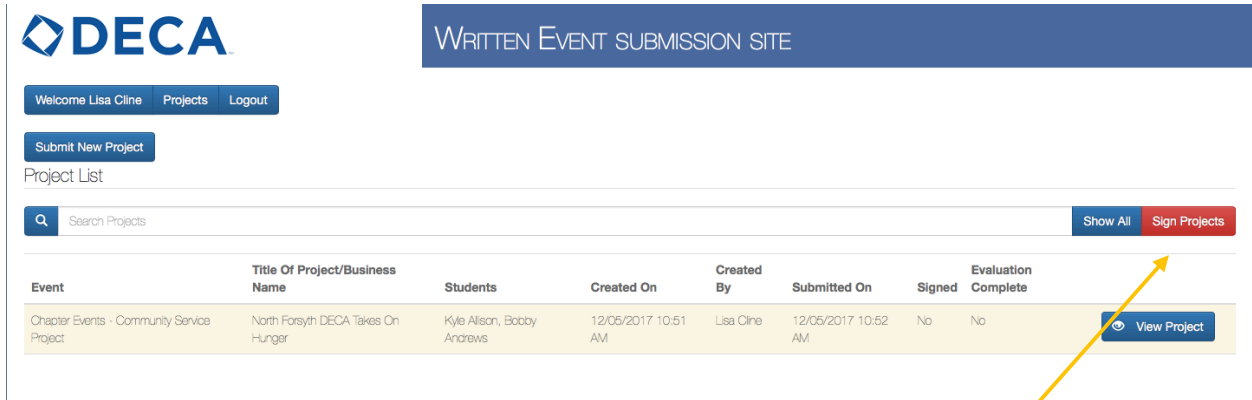 DECA
WRITTEN EVENT SUBMISSION SITE
Welcome Lisa Cline Projects Logout
Submit New Project
Project List
Search Projects Show All Sign Projects
Event
Title Of Project/Business
Name
Students
Created On
Created
By
Submitted On
Signed
Evaluation
Complete
Chapter Events - Community Service
Project
North Forsyth DECA Takes On
Hunger
Kyle Allison, Bobby
Andrews
12/05/2017 10:51
AM
Lisa Cline
12/05/2017 10:52
AM
No
No
View Project